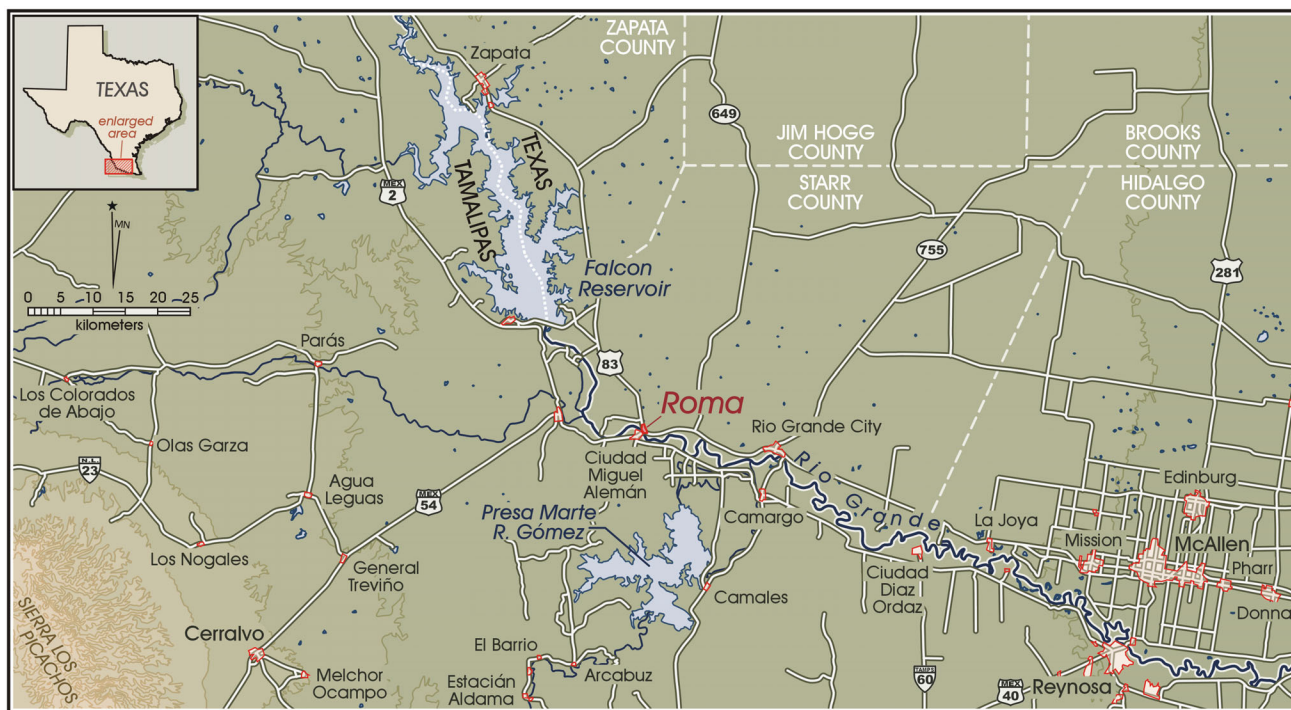 TEXAS
enlarged
area
MN
0 5 10 15 20 25
kilometers
Zapata
ZAPATA
COUNTY
649
JIM HOGG
COUNTY
BROOKS
COUNTY
STARR
COUNTY
HIDALGO
COUNTY
MEX
2
TEXAS
TAMALIPAS
Falcon
Reservoir
755
281
83
Parás
Los Colorados
de Abajo
Olas Garza
N.L.
23
Agua
Leguas
MEX
54
Los Nogales
General
Treviño
Roma
Ciudad
Miguel
Alemán
Rio Grande City
Río Grande
Camargo
Presa Marte
R. Gómez
La Joya
Edinburg
Mission
McAllen
Pharr
Donna
Ciudad
Diaz
Ordaz
Camales
SIERRA LOS
PICACHOS
Cerralvo
Melchor
Ocampo
El Barrio
Estación
Aldama
Arcabuz
TAMPS
60
MEX
40
Reynosa